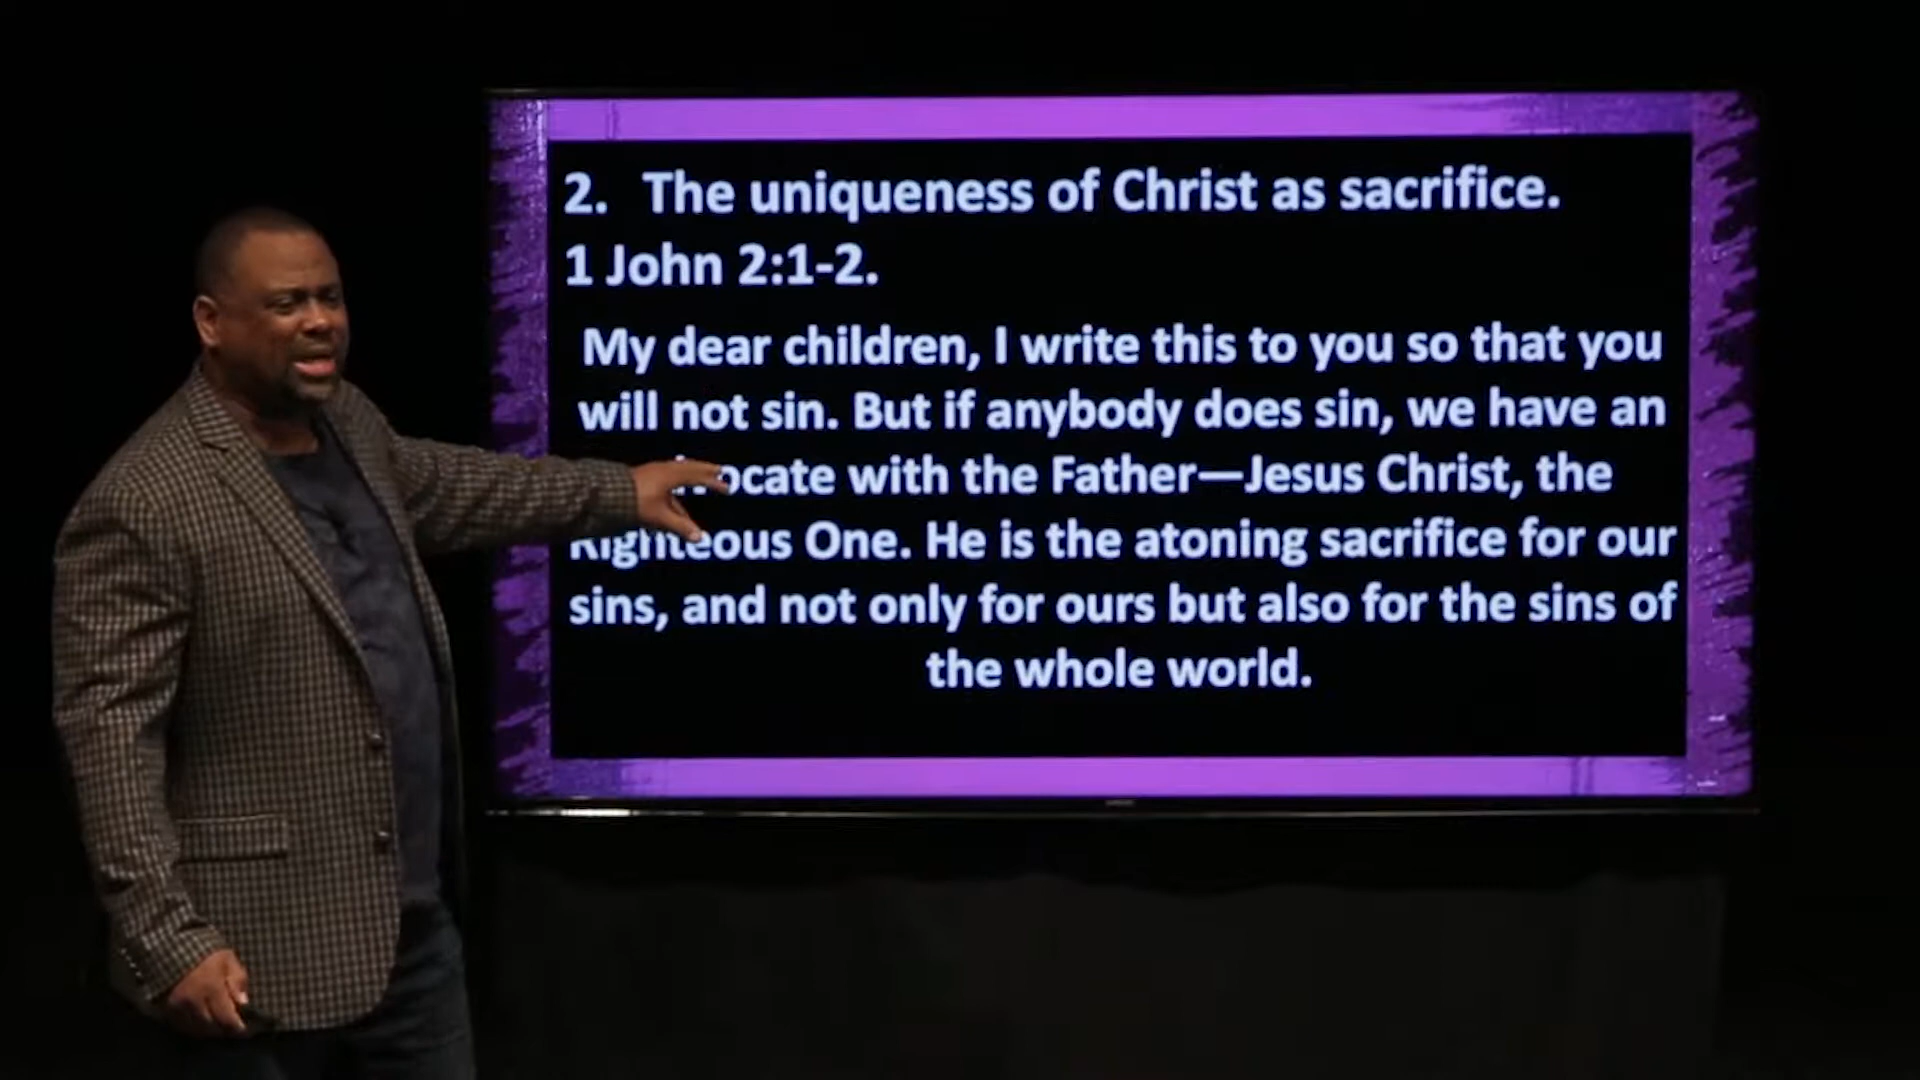 2. The uniqueness of Christ as sacrifice.
1 John 2:1-2.
My dear children, I write this to you so that you
will not sin. But if anybody does sin, we have an
with the Father—Jesus Christ, the
Righteous One. He is the atoning sacrifice for our
sins, and not only for ours but also for the sins of
the whole world.